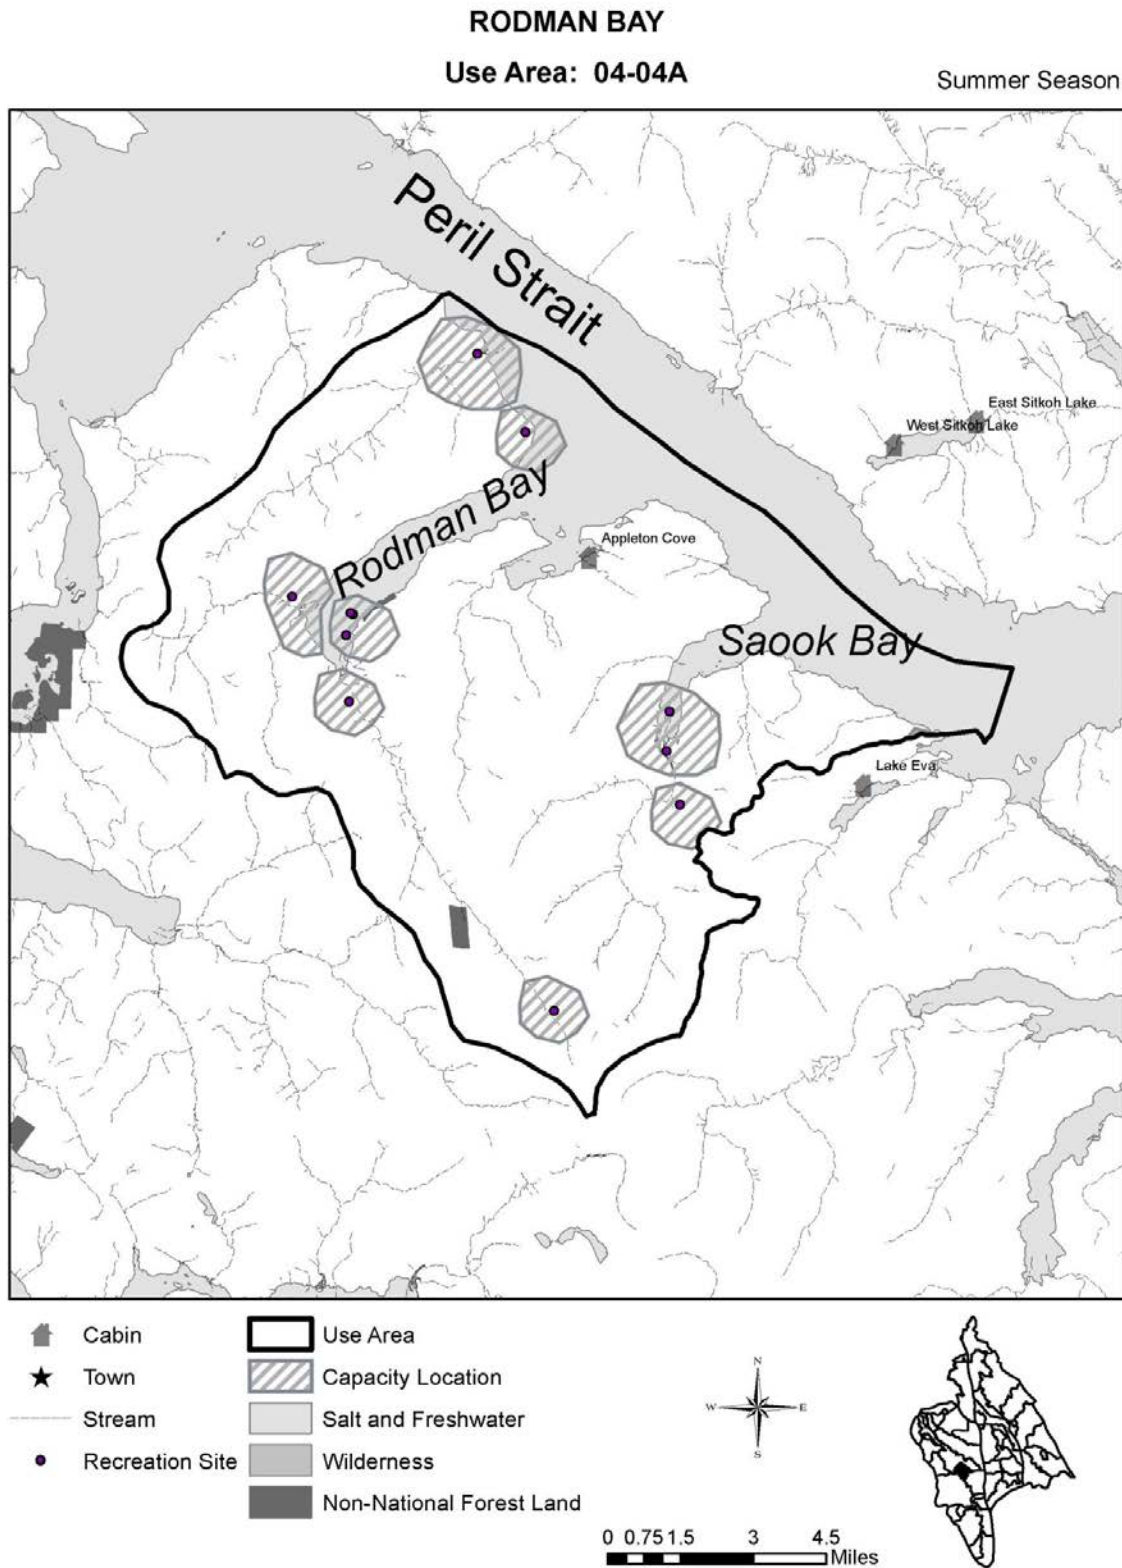 RODMAN BAY
Use Area: 04-04A
Summer Season
Peril Strait
East Sitkoh Lake
West Sitkoh Lake
Rodman Bay
Appleton Cove
Saook Bay
Lake Eva
Cabin
Town
Stream
Recreation Site
Use Area
Capacity Location
Salt and Freshwater
Wilderness
Non-National Forest Land
N
W E
S
0 0.75 1.5 3 4.5
Miles